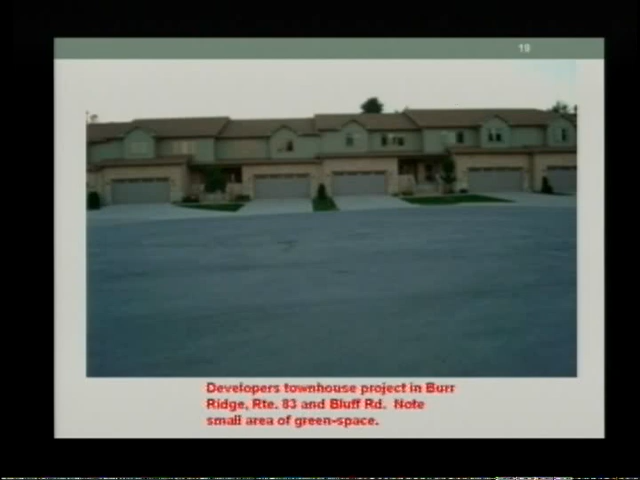 19
Developers townhouse project in Burr
Ridge, Rte. 83 and Bluff Rd. Note
small area of green-space.